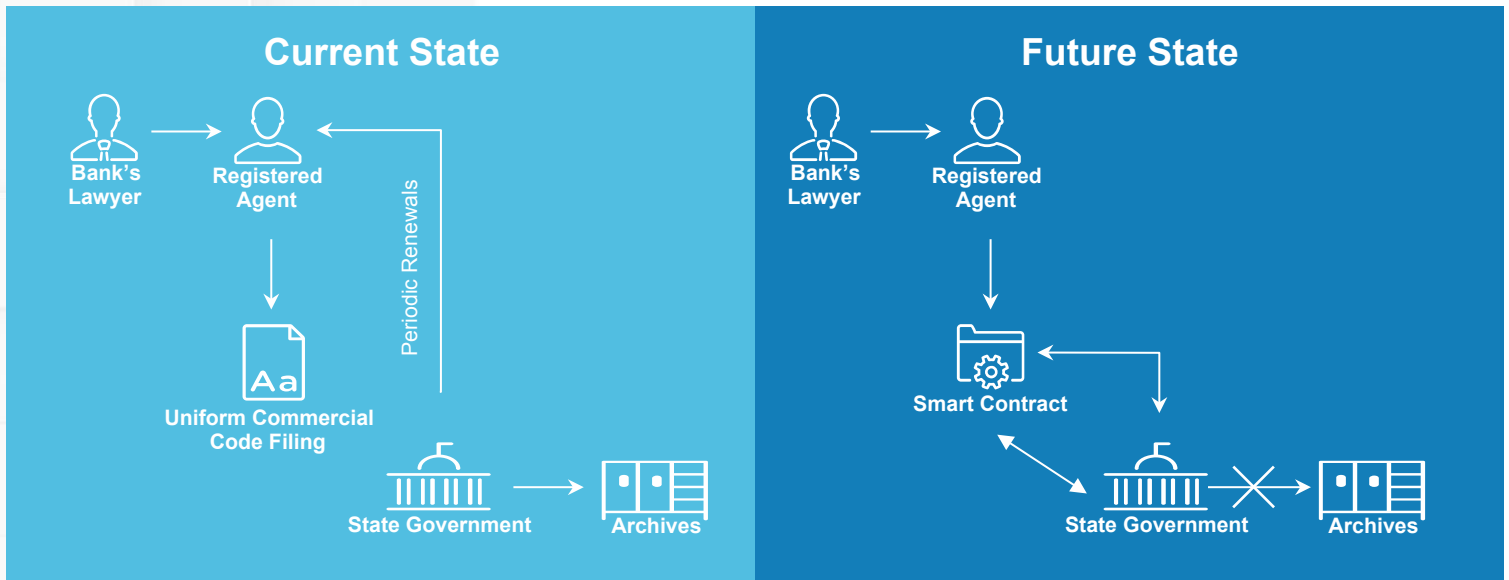 Current State
Bank's
Lawyer
Registered
Agent
Periodic Renewals
Aa
Uniform Commercial
Code Filing
State Government
Archives
Future State
Bank's
Lawyer
Registered
Agent
Smart Contract
State Government
Archives